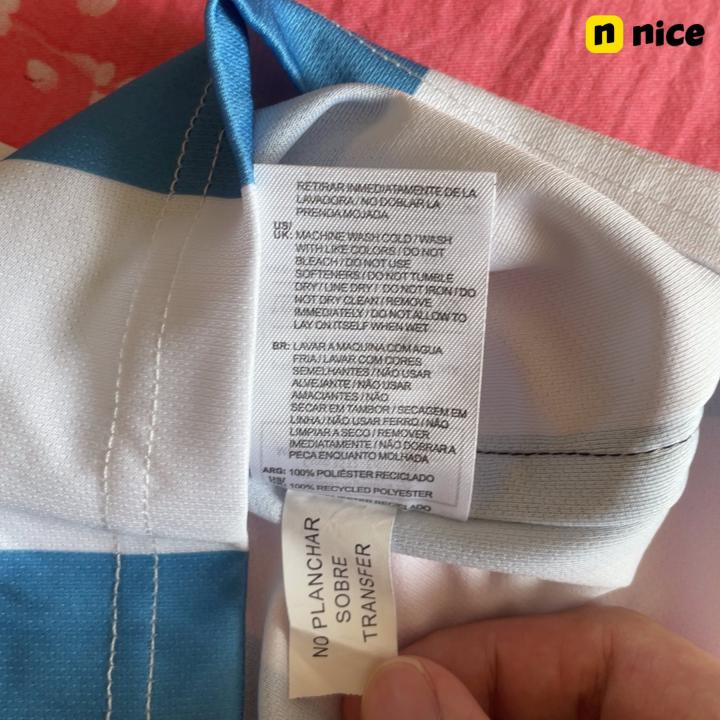 n nice
RETIRAR INMEDIATAMENTE DE LA
LAVADORA / NO DOBLAR LA
PRENDA MOJADA
US/
UK: MACHINE WASH COLD / WASH
WITH LIKE COLORS / DO NOT
BLEACH / DO NOT USE
SOFTENERS / DO NOT TUMBLE
DRY / LINE DRY / DO NOT IRON / DO
NOT DRY CLEAN / REMOVE
IMMEDIATELY / DO NOT ALLOW TO
LAY ON ITSELF WHEN WET
BR: LAVAR A MAQUINA COM AGUA
FRIA / LAVAR COM CORES
SEMELHANTES / NÃO USAR
ALVEJANTE / NÃO USAR
AMACIANTES / NÃO
SECAR EM TAMBOR / SECAGEM EM
LINHA / NÃO USAR FERRO / NÃO
LIMPIAR A SECO / REMOVER
IMEDIATAMENTE / NÃO DOBRAR A
PEÇA ENQUANTO MOLHADA
ARG: 100% POLIÉSTER RECICLADO
US/
100% RECYCLED POLYESTER
RECICLADO
NO PLANCHAR
SOBRE
TRANSFER